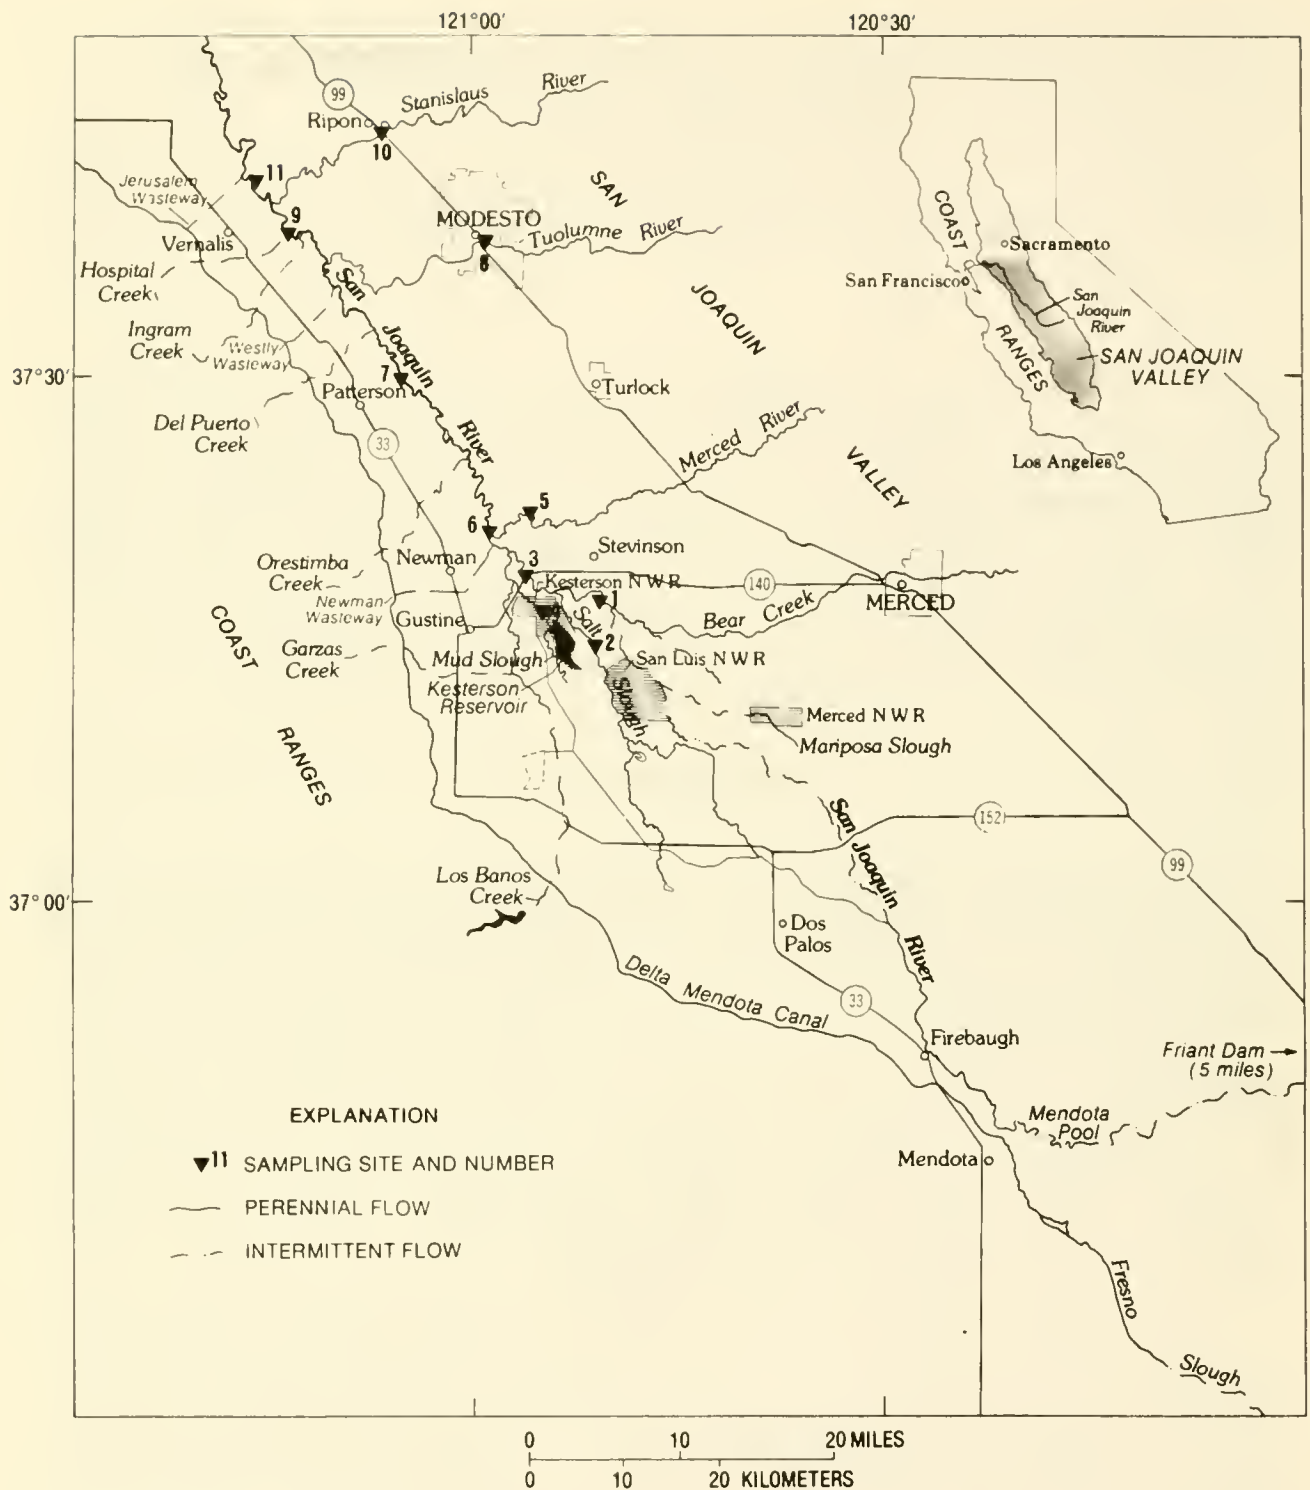 121°00'
120°30'
99
Stanislaus River
Ripon
10
11
Jerusalem
Wasteway
9
Vernalis
MODESTO
Tuolumne River
8
SAN
JOAQUIN
VALLEY
Hospital
Creek
Ingram
Creek
Westly
Wasteway
San Joaquin River
7
37°30'
Patterson
Turlock
Del Puerto
Creek
33
Merced River
5
6
Stevinson
Newman
3
Orestimba
Creek
Kesterson NWR
140
1
MERCED
Newman
Wasteway
Gustine
4
Salt Slough
Bear Creek
2
Garzas
Creek
Mud Slough
San Luis NWR
Kesterson
Reservoir
Merced NWR
Mariposa Slough
COAST
RANGES
San Joaquin River
152
99
Los Banos
Creek
37°00'
Dos
Palos
Delta Mendota Canal
33
Firebaugh
Friant Dam
(5 miles)
Mendota
Pool
Mendota
Fresno Slough
COAST
RANGES
Sacramento
San Francisco
San
Joaquin
River
SAN JOAQUIN
VALLEY
Los Angeles
EXPLANATION
11 SAMPLING SITE AND NUMBER
PERENNIAL FLOW
INTERMITTENT FLOW
0 10 20 MILES
0 10 20 KILOMETERS